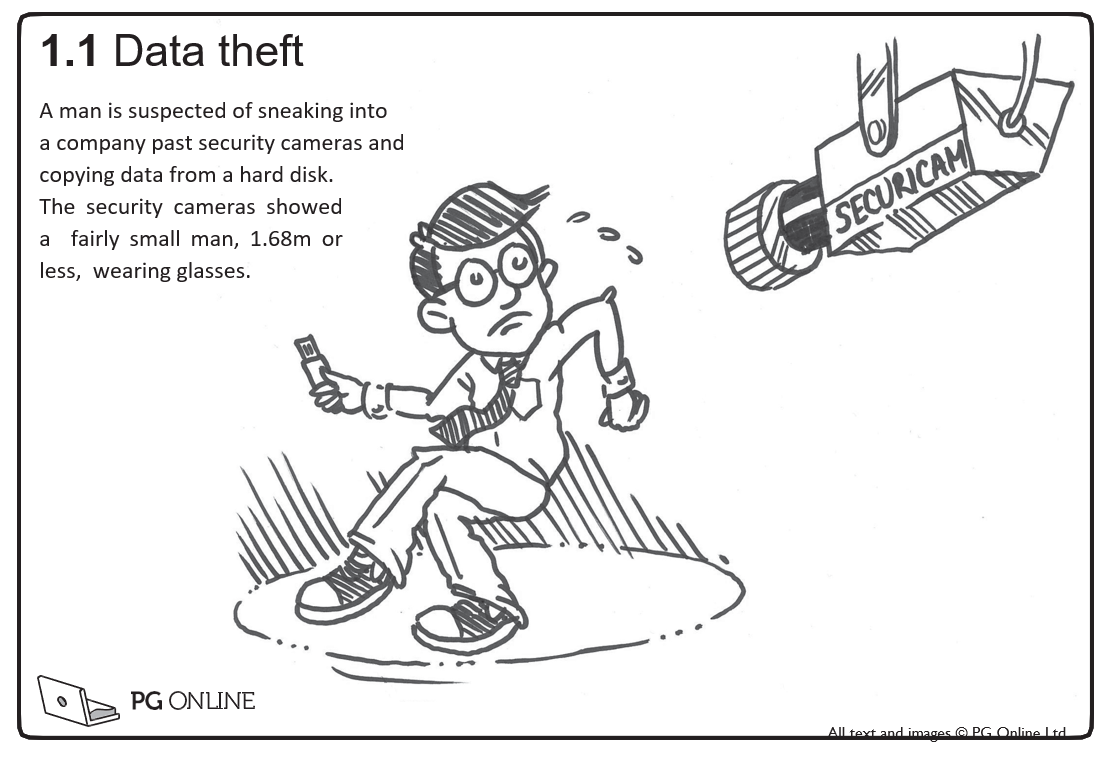 1.1 Data theft
A man is suspected of sneaking into
a company past security cameras and
copying data from a hard disk.
The security cameras showed
a fairly small man, 1.68m or
less, wearing glasses.
SECURICAM
PG ONLINE
All text and images © PG Online Ltd